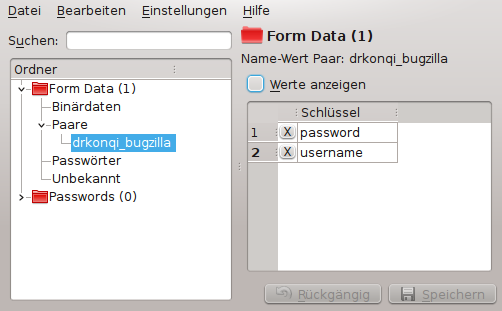 Datei Bearbeiten Einstellungen Hilfe
Suchen:
Ordner
Form Data (1)
Binärdaten
Paare
drkonqi_bugzilla
Passwörter
Unbekannt
Passwords (0)
Form Data (1)
Name-Wert Paar: drkonqi_bugzilla
Werte anzeigen
Schlüssel
1 X password
2 X username
Rückgängig Speichern